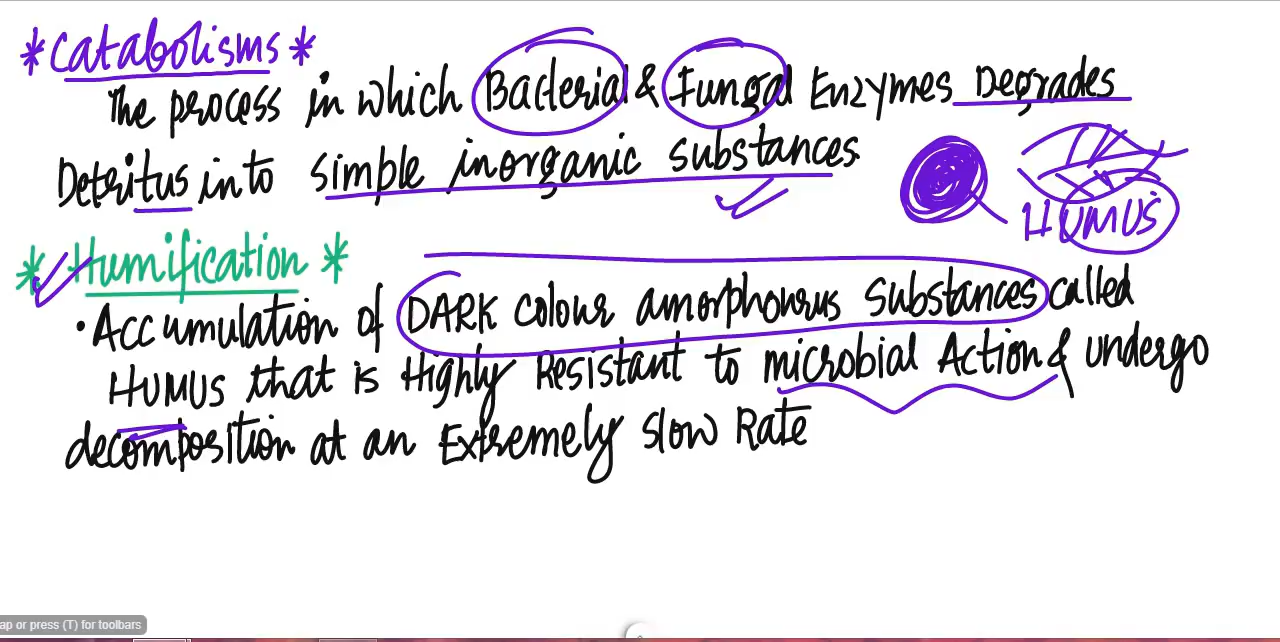 *Catabolisms*
The process in which Bacterial & Fungal Enzymes Degrades
Detritus into simple inorganic substances
HUMUS
*Humification*
• Accumulation of DARK colour amorphourus substances called
HUMUS that is Highly Resistant to microbial Action & undergo
decomposition at an Extremely slow Rate
ap or press (T) for toolbars